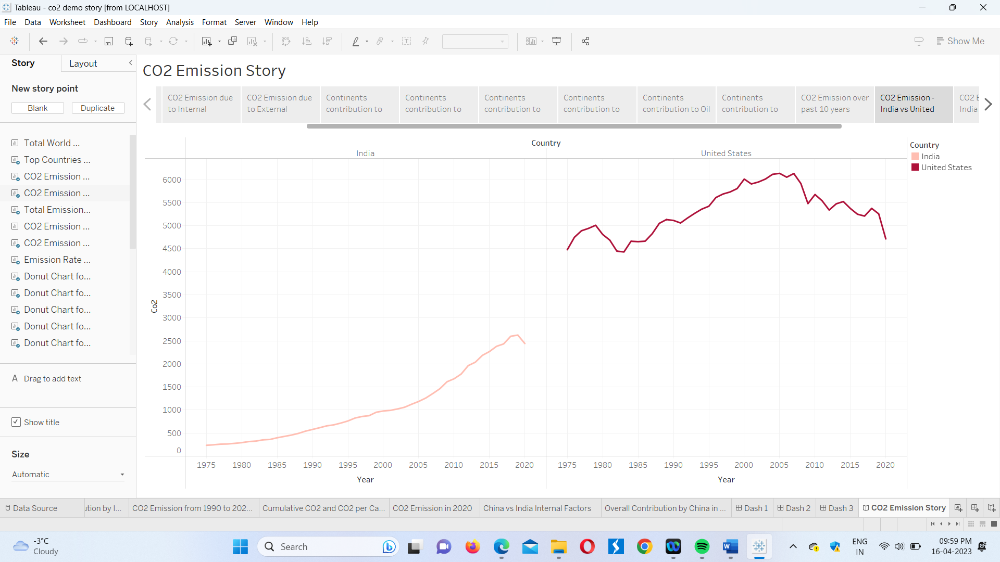 Tableau - co2 demo story [from LOCALHOST]
File Data Worksheet Dashboard Story Analysis Format Server Window Help
Show Me
Story Layout
New story point
Blank Duplicate
Total World ...
Top Countries ...
CO2 Emission ...
CO2 Emission ...
Total Emission...
CO2 Emission ...
CO2 Emission ...
Emission Rate ...
Donut Chart fo...
Donut Chart fo...
Donut Chart fo...
Donut Chart fo...
Donut Chart fo...
A Drag to add text
Show title
Size
Automatic
CO2 Emission Story
CO2 Emission due
to Internal
CO2 Emission due
to External
Continents
contribution to
Continents
contribution to
Continents
contribution to
Continents
contribution to
Continents
contribution to Oil
Continents
contribution to
CO2 Emission over
past 10 years
CO2 Emission -
India vs United
CO2 E
India
Country
India United States
6000
5500
5000
4500
4000
3500
3000
2500
2000
1500
1000
500
0
Co2
1975 1980 1985 1990 1995 2000 2005 2010 2015 2020 1975 1980 1985 1990 1995 2000 2005 2010 2015 2020
Year Year
Country
India
United States
Data Source ution by I... CO2 Emission from 1990 to 202... Cumulative CO2 and CO2 per Ca... CO2 Emission in 2020 China vs India Internal Factors Overall Contribution by China in ... Dash 1 Dash 2 Dash 3 CO2 Emission Story
-3°C
Cloudy
Search
ENG
IN
09:59 PM
16-04-2023